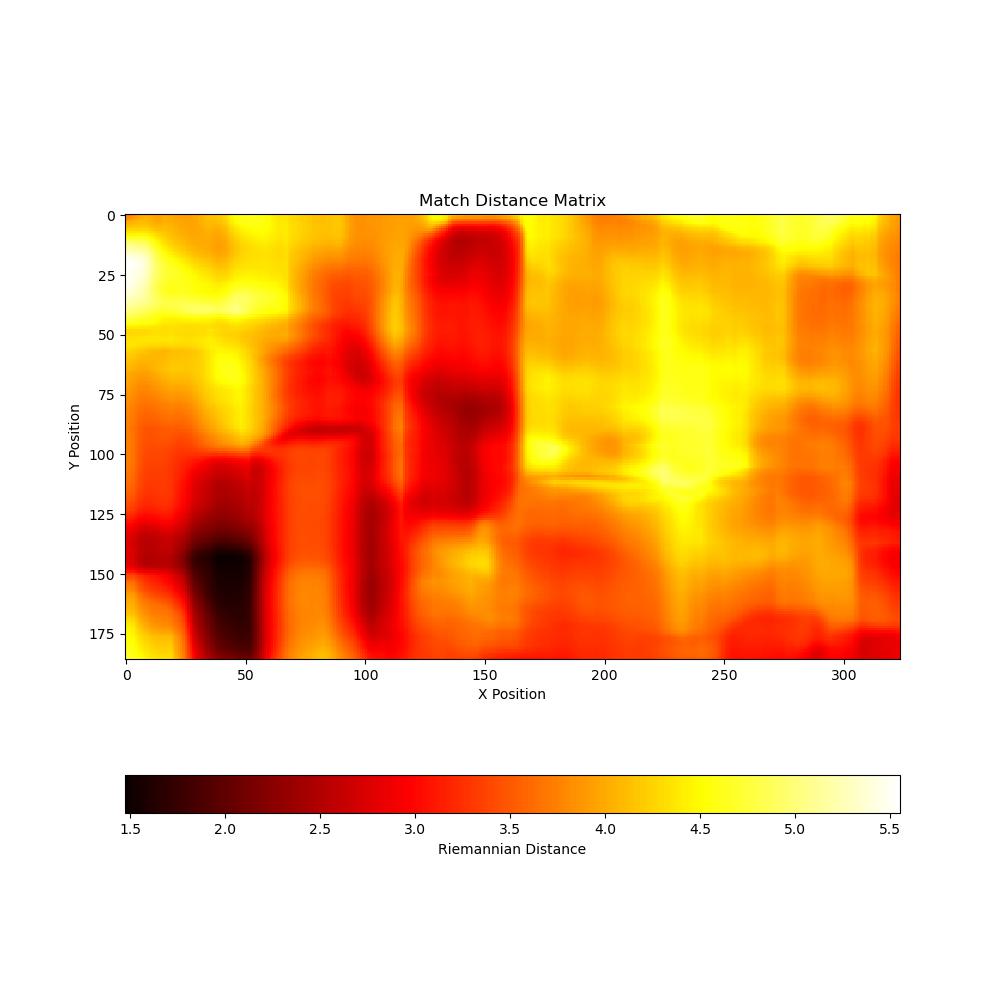 Match Distance Matrix
0
25
50
75
100
125
150
175
Y Position
0 50 100 150 200 250 300
X Position
1.5 2.0 2.5 3.0 3.5 4.0 4.5 5.0 5.5
Riemannian Distance